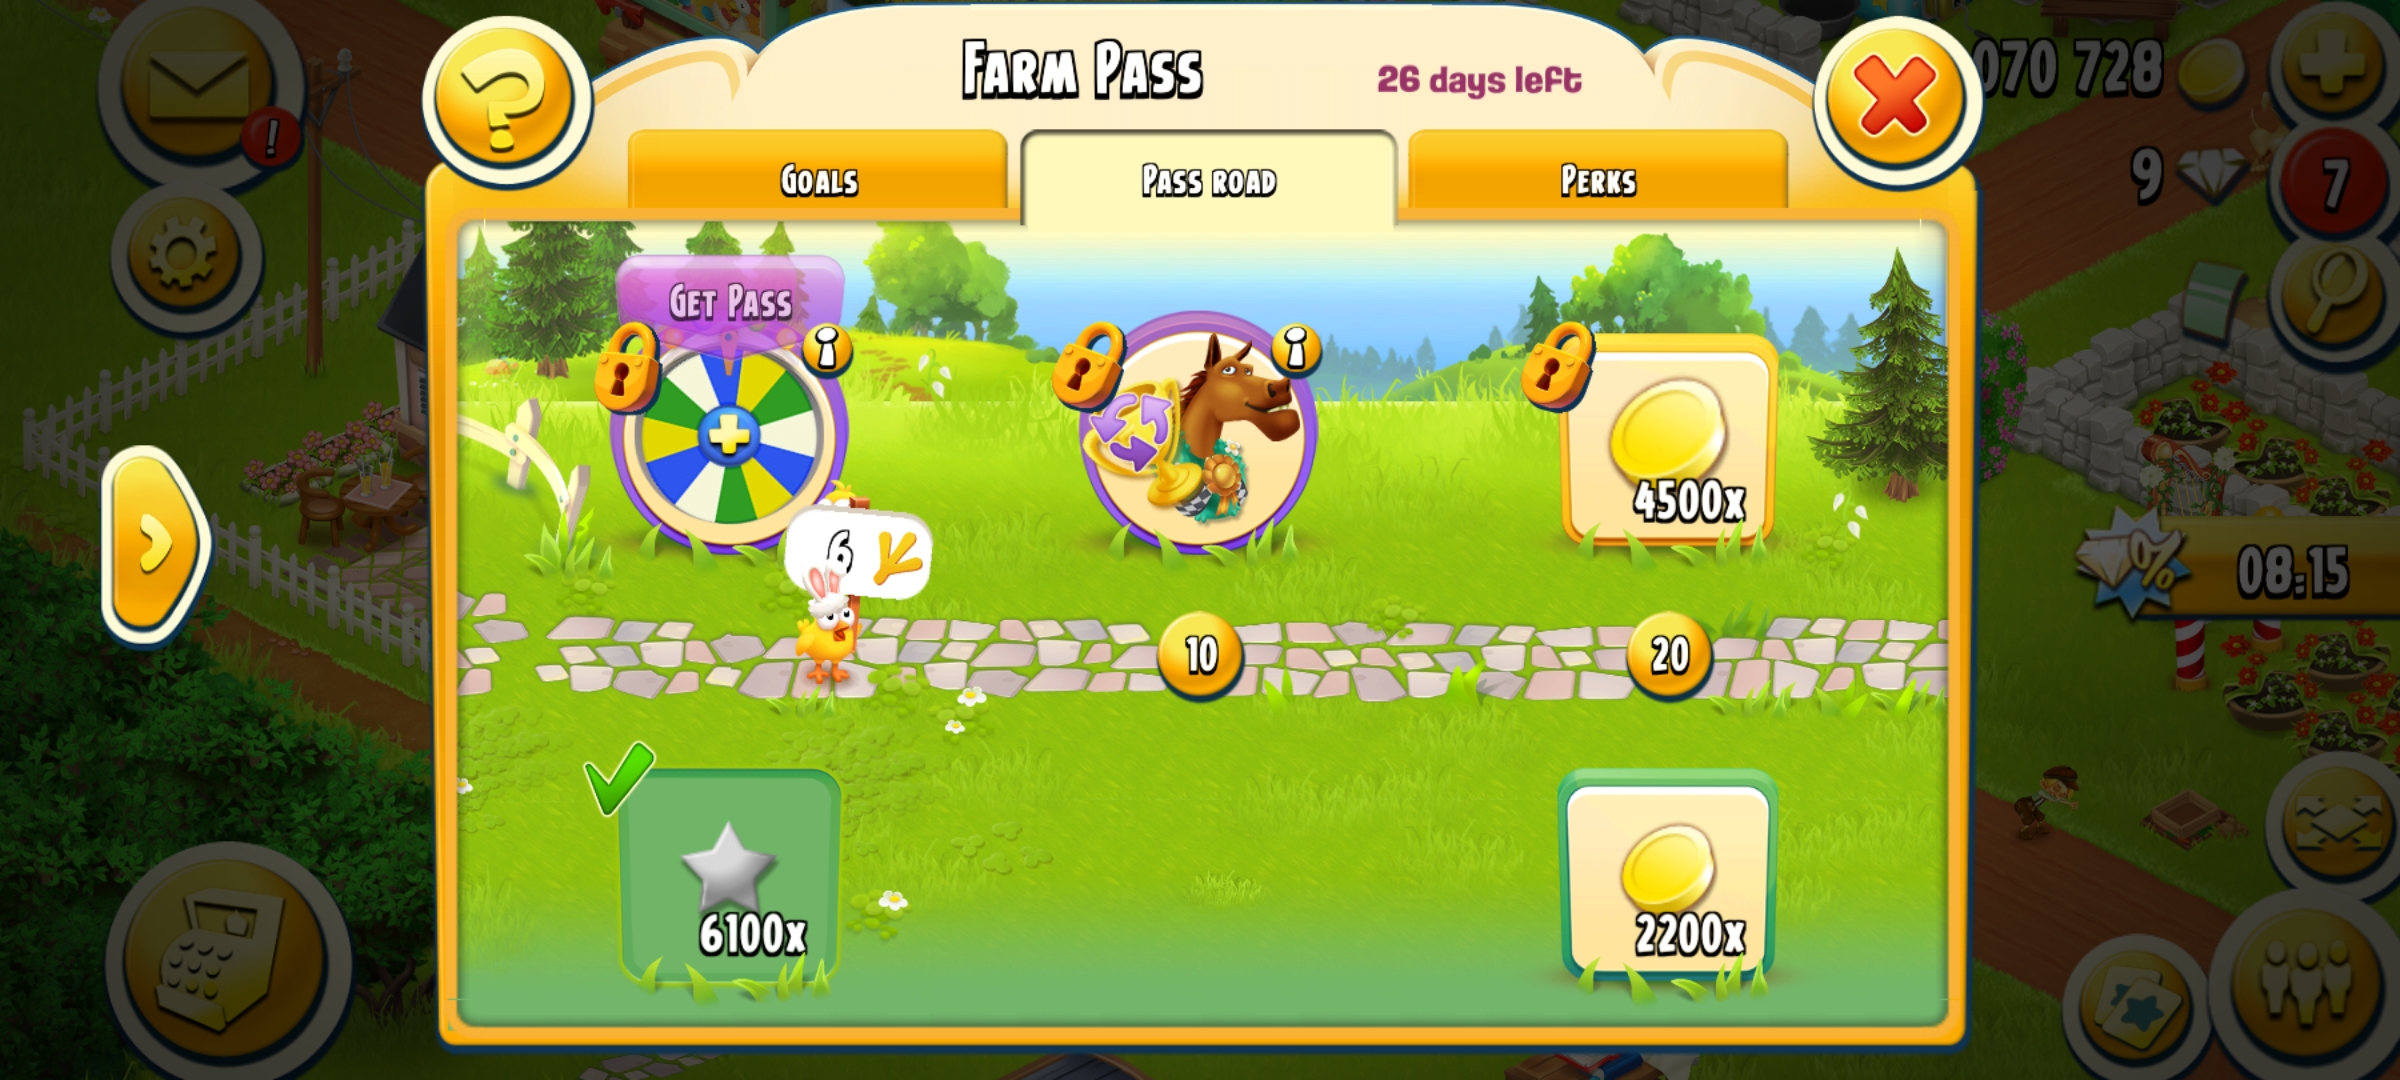 FARM PASS
26 days left
070 728
9
7
!
GOALS
PASS ROAD
PERKS
GET PASS
4500x
6
%
08:15
10
20
6100x
2200x